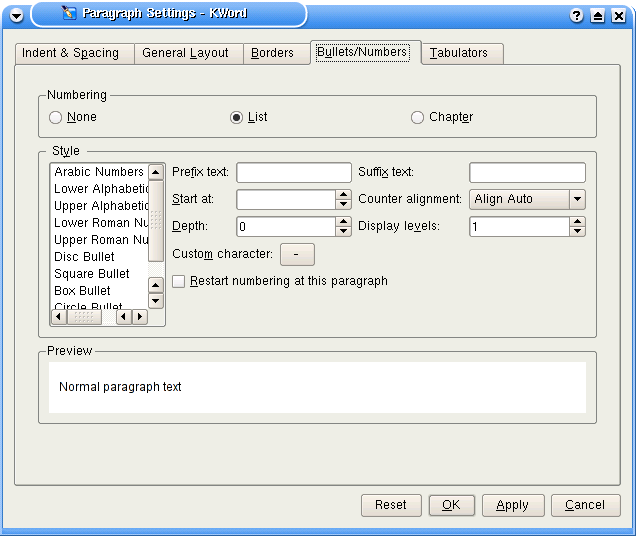 Paragraph Settings - KWord
Indent & Spacing General Layout Borders Bullets/Numbers Tabulators
Numbering
None List Chapter
Style
Arabic Numbers
Lower Alphabetic
Upper Alphabetic
Lower Roman Nu
Upper Roman Nu
Disc Bullet
Square Bullet
Box Bullet
Circle Bullet
Prefix text: Suffix text:
Start at: Counter alignment: Align Auto
Depth: 0 Display levels: 1
Custom character: -
Restart numbering at this paragraph
Preview
Normal paragraph text
Reset OK Apply Cancel